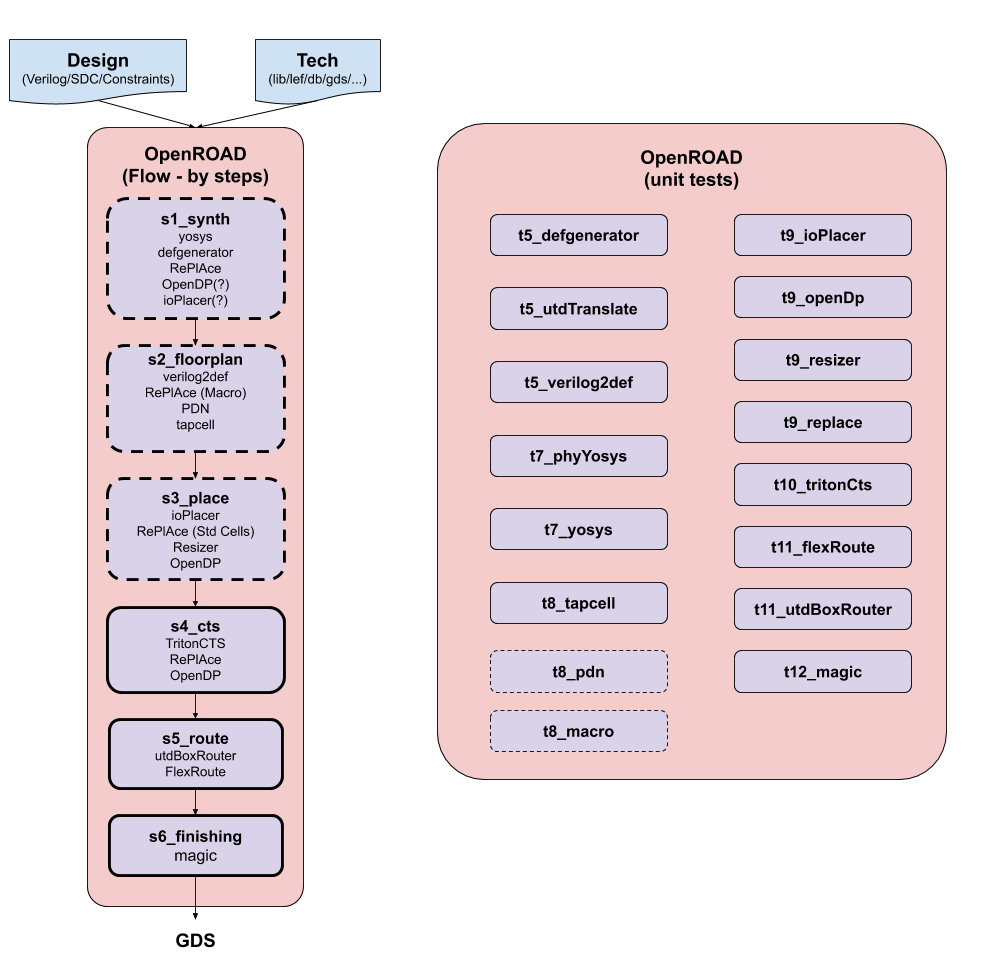 Design
(Verilog/SDC/Constraints)
Tech
(lib/lef/db/gds/...)
OpenROAD
(Flow - by steps)
s1_synth
yosys
defgenerator
RePlAce
OpenDP(?)
ioPlacer(?)
s2_floorplan
verilog2def
RePlAce (Macro)
PDN
tapcell
s3_place
ioPlacer
RePlAce (Std Cells)
Resizer
OpenDP
s4_cts
TritonCTS
RePlAce
OpenDP
s5_route
utdBoxRouter
FlexRoute
s6_finishing
magic
GDS
OpenROAD
(unit tests)
t5_defgenerator
t5_utdTranslate
t5_verilog2def
t7_phyYosys
t7_yosys
t8_tapcell
t8_pdn
t8_macro
t9_ioPlacer
t9_openDp
t9_resizer
t9_replace
t10_tritonCts
t11_flexRoute
t11_utdBoxRouter
t12_magic